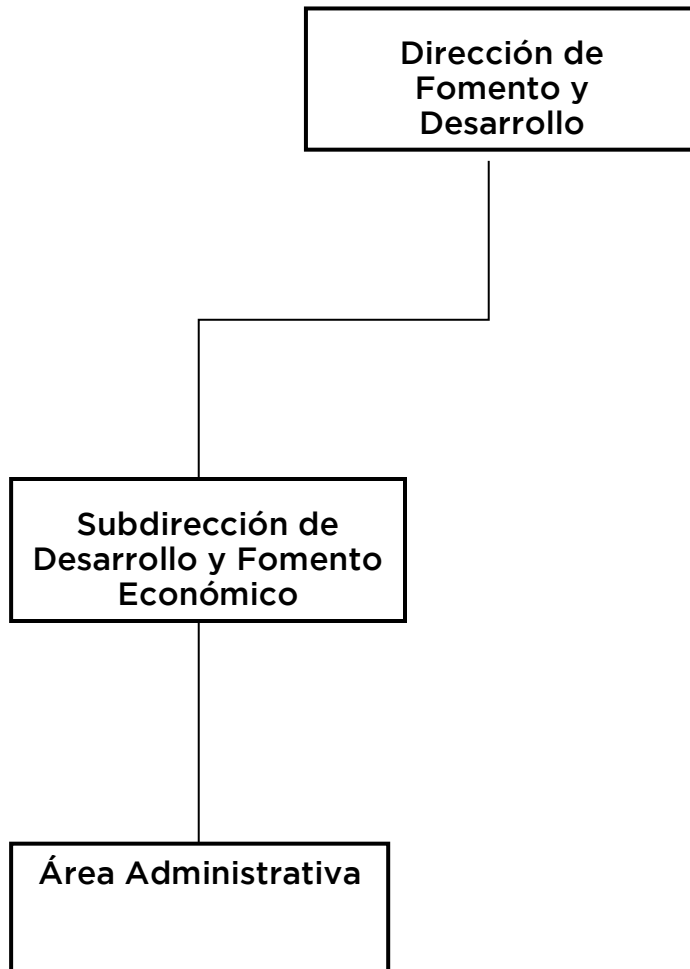 Dirección de
Fomento y
Desarrollo
Subdirección de
Desarrollo y Fomento
Económico
Área Administrativa